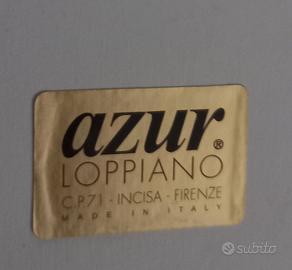 azur®
LOPPIANO
C.P.71 - INCISA - FIRENZE
MADE IN ITALY
subito